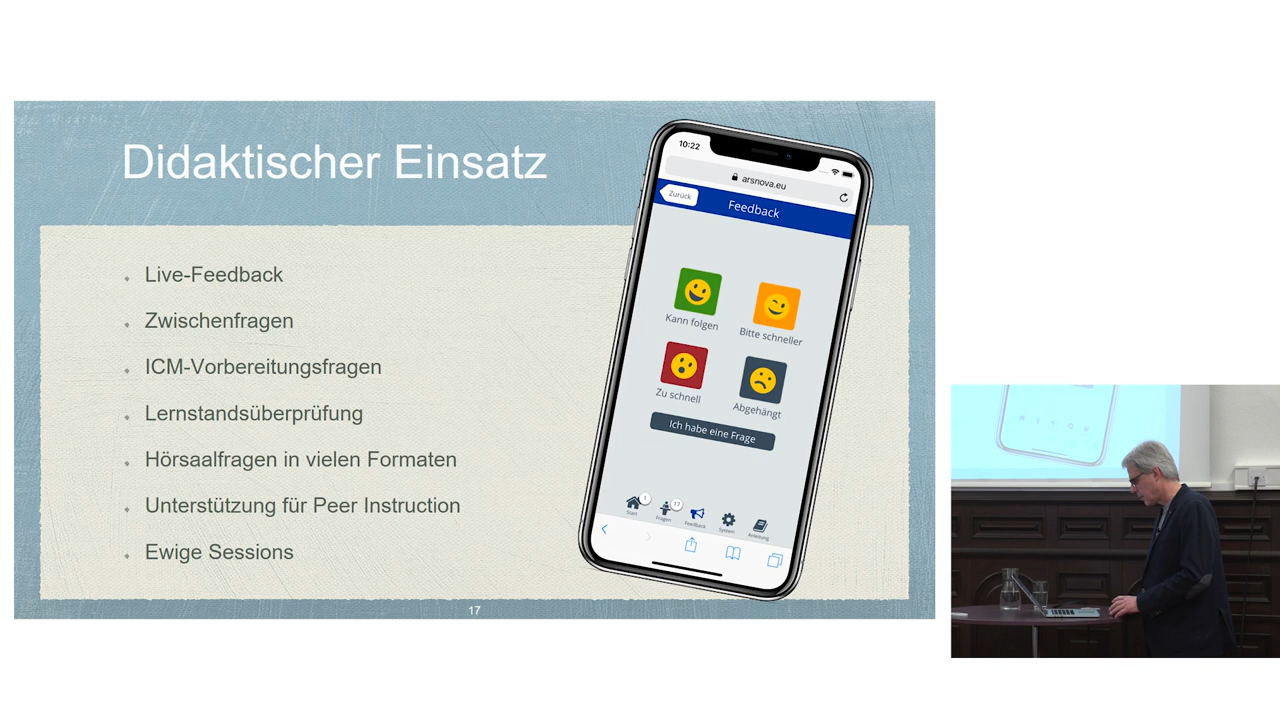 Didaktischer Einsatz
Live-Feedback
Zwischenfragen
ICM-Vorbereitungsfragen
Lernstandsüberprüfung
Hörsaalfragen in vielen Formaten
Unterstützung für Peer Instruction
Ewige Sessions
17
10:22
arsnova.eu
Zurück
Feedback
Kann folgen
Bitte schneller
Zu schnell
Abgehängt
Ich habe eine Frage
1
17
Start
Fragen
Feedback
System
Anleitung